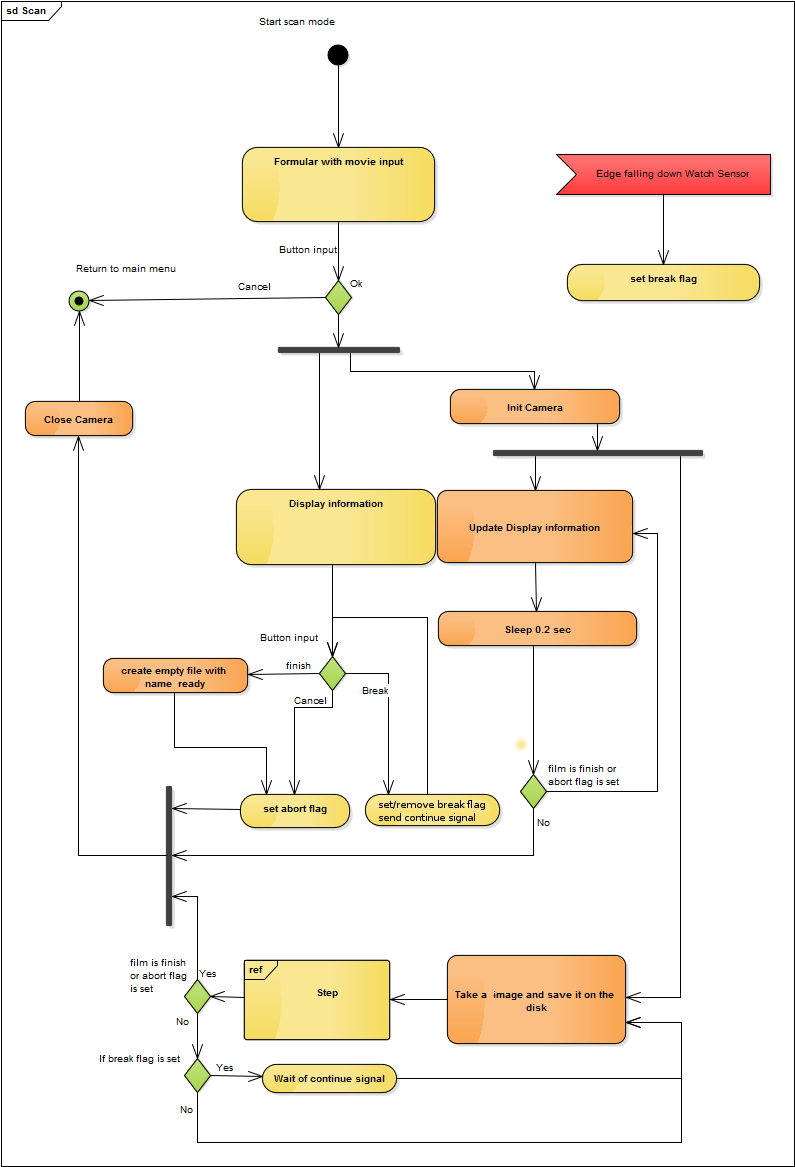 sd Scan
Start scan mode
Formular with movie input
Edge falling down Watch Sensor
Button input
Return to main menu
set break flag
Cancel
Ok
Close Camera
Init Camera
Display information
Update Display information
Sleep 0.2 sec
Button input
finish
create empty file with
name ready
Cancel
Break
film is finish or
abort flag is set
set abort flag
set/remove break flag
send continue signal
No
film is finish
or abort flag
is set
Yes
ref
Step
Take a image and save it on the
disk
No
If break flag is set
Yes
Wait of continue signal
No